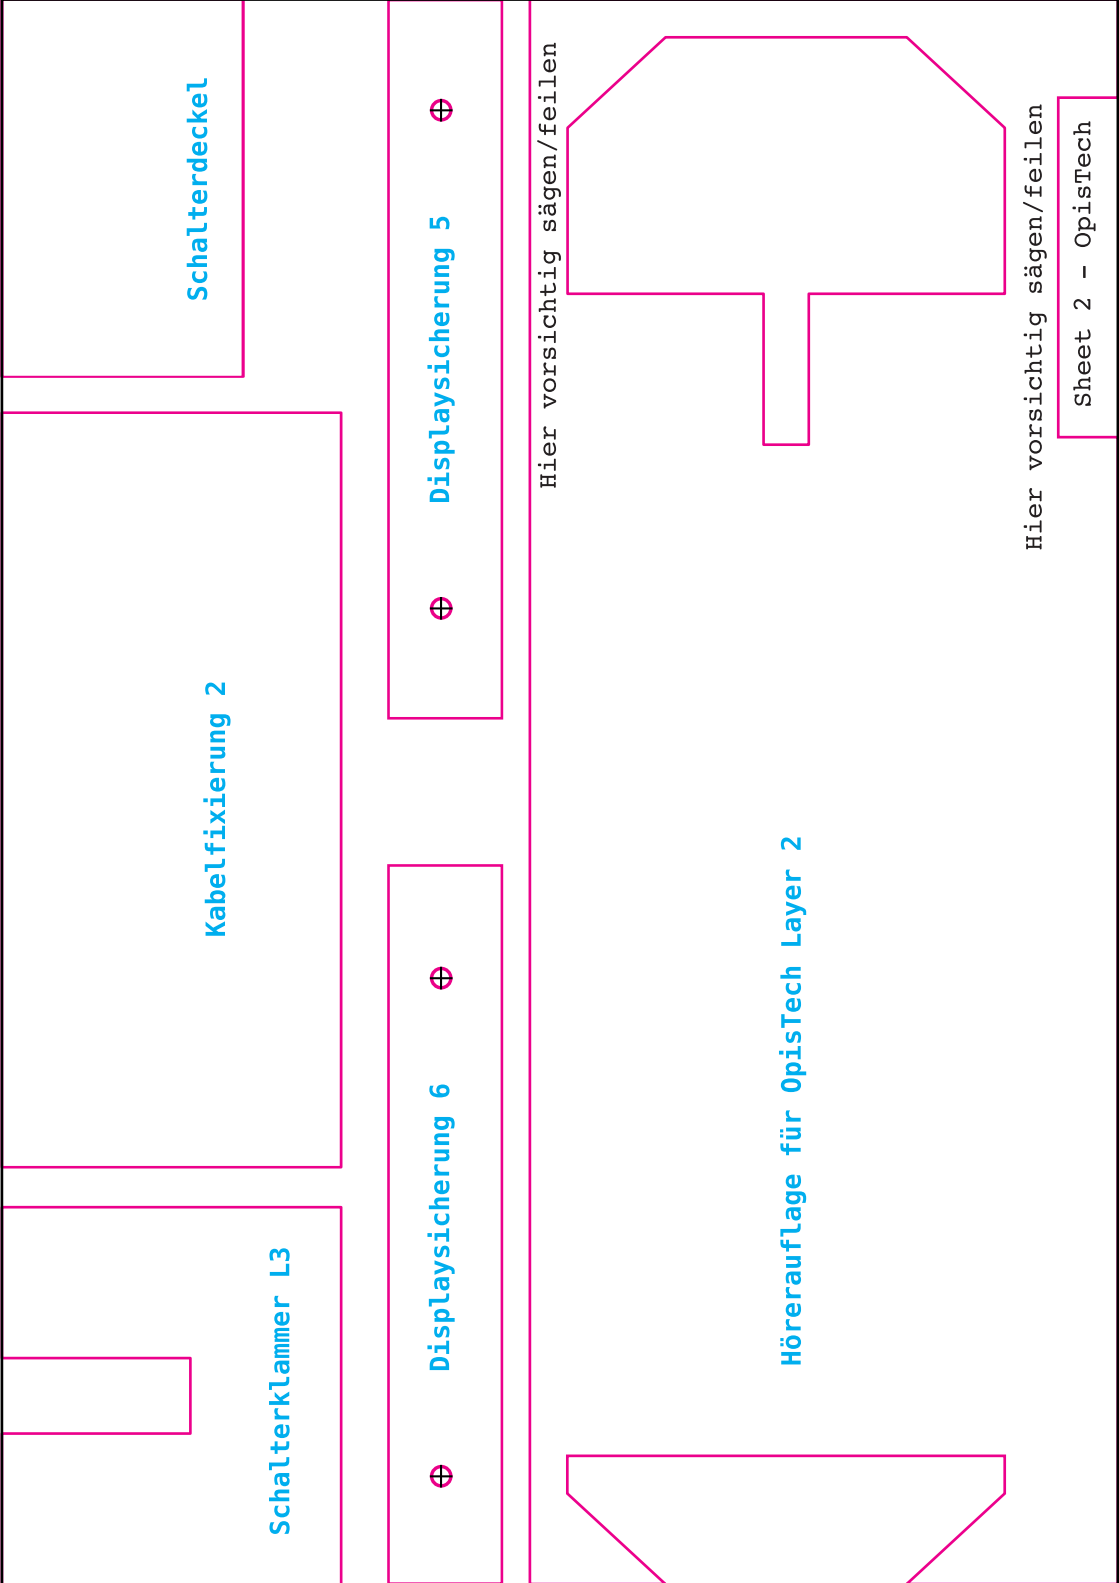 Schalterdeckel
Kabelfixierung 2
Schalterklammer L3
Displaysicherung 5
Displaysicherung 6
Hier vorsichtig sägen/feilen
Hörerauflage für OpisTech Layer 2
Hier vorsichtig sägen/feilen
Sheet 2 - OpisTech